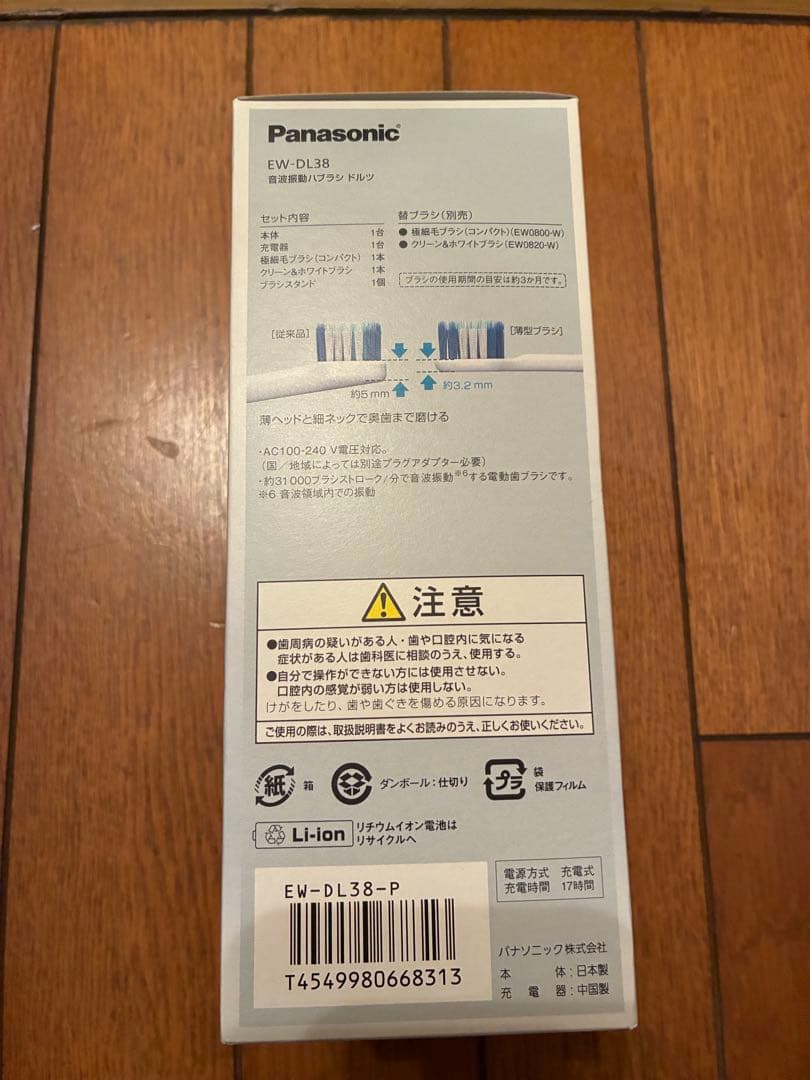 Panasonic
EW-DL38
音波振動ハブラシ ドルツ
セット内容
本体 1台
充電器 1台
極細毛ブラシ(コンパクト) 1本
クリーン&ホワイトブラシ 1本
ブラシスタンド 1個
替ブラシ(別売)
● 極細毛ブラシ(コンパクト)(EW0800-W)
● クリーン&ホワイトブラシ(EW0820-W)
ブラシの使用期間の目安は約3か月です。
[従来品]
[薄型ブラシ]
約5mm
約3.2mm
薄ヘッドと細ネックで奥歯まで磨ける
・AC100-240 V電圧対応。
(国/地域によっては別途プラグアダプター必要)
・約31000ブラシストローク/分で音波振動※6する電動歯ブラシです。
※6 音波領域内での振動
注意
●歯周病の疑いがある人・歯や口腔内に気になる
症状がある人は歯科医に相談のうえ、使用する。
●自分で操作ができない方には使用させない。
口腔内の感覚が弱い方は使用しない。
けがをしたり、歯や歯ぐきを傷める原因になります。
ご使用の際は、取扱説明書をよくお読みのうえ、正しくお使いください。
紙 箱
ダンボール:仕切り
プラ 袋
保護フィルム
Li-ion リチウムイオン電池は
リサイクルへ
電源方式 充電式
充電時間 17時間
EW-DL38-P
T4549980668313
パナソニック株式会社
本体:日本製
充電器:中国製